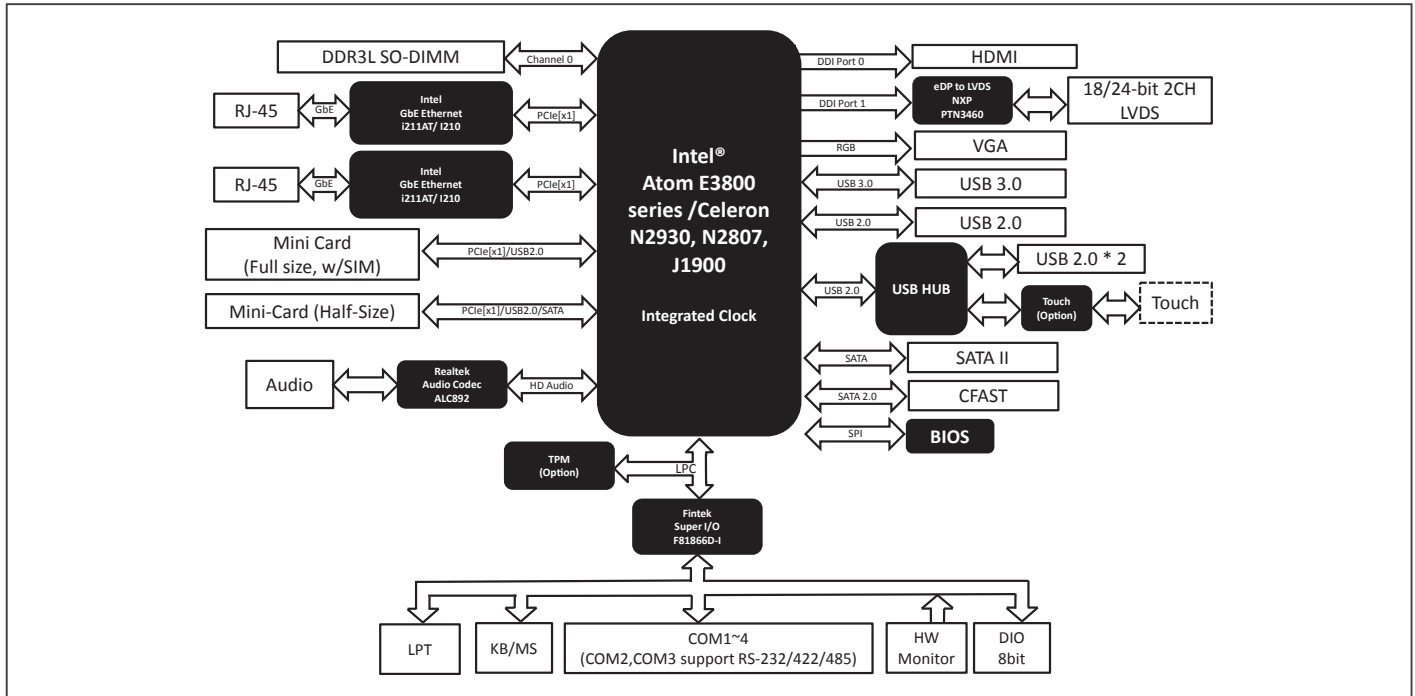 DDR3L SO-DIMM
Channel 0
RJ-45
GbE
Intel
GbE Ethernet
i211AT/ I210
PCIe[x1]
RJ-45
GbE
Intel
GbE Ethernet
i211AT/ I210
PCIe[x1]
Mini Card
(Full size, w/SIM)
PCIe[x1]/USB2.0
Mini-Card (Half-Size)
PCIe[x1]/USB2.0/SATA
Audio
Realtek
Audio Codec
ALC892
HD Audio
Intel®
Atom E3800
series /Celeron
N2930, N2807,
J1900
Integrated Clock
DDI Port 0
HDMI
DDI Port 1
eDP to LVDS
NXP
PTN3460
18/24-bit 2CH
LVDS
RGB
VGA
USB 3.0
USB 3.0
USB 2.0
USB 2.0
USB 2.0
USB HUB
USB 2.0 * 2
Touch
(Option)
Touch
SATA
SATA II
SATA 2.0
CFAST
SPI
BIOS
TPM
(Option)
LPC
Fintek
Super I/O
F81866D-I
LPT
KB/MS
COM1~4
(COM2,COM3 support RS-232/422/485)
HW
Monitor
DIO
8bit